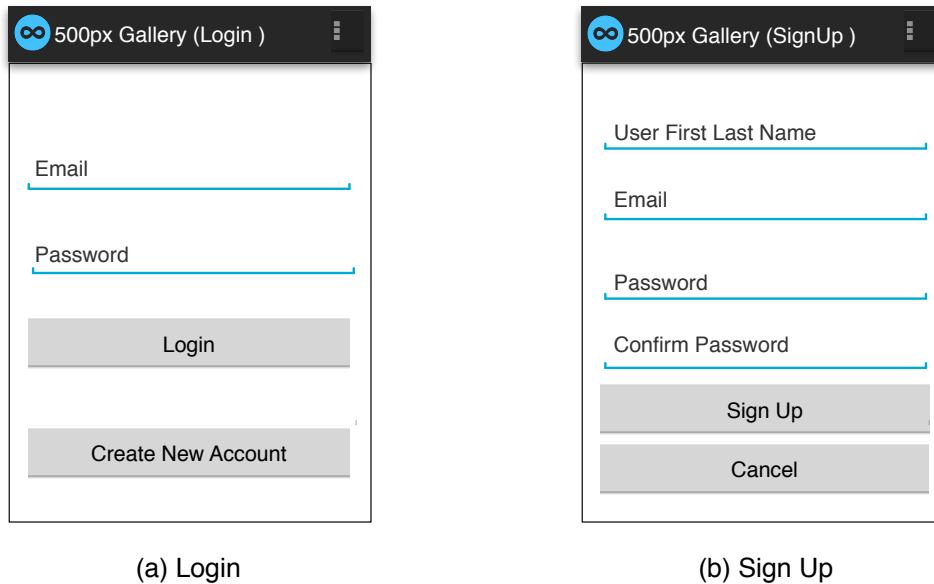 500px Gallery (Login )
Email
Password
Login
Create New Account
(a) Login
500px Gallery (SignUp )
User First Last Name
Email
Password
Confirm Password
Sign Up
Cancel
(b) Sign Up